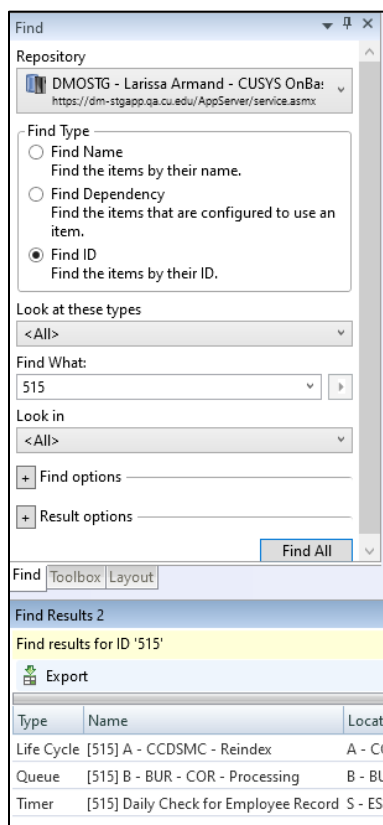 Find
Repository
DMOSTG - Larissa Armand - CUSYS OnBa:
https://dm-stgapp.qa.cu.edu/AppServer/service.asmx
Find Type
Find Name
Find the items by their name.
Find Dependency
Find the items that are configured to use an
item.
Find ID
Find the items by their ID.
Look at these types
<All>
Find What:
515
Look in
<All>
+ Find options
+ Result options
Find All
Find Toolbox Layout
Find Results 2
Find results for ID '515'
Export
Type Name Locat
Life Cycle [515] A - CCDSMC - Reindex A - CO
Queue [515] B - BUR - COR - Processing B - BU
Timer [515] Daily Check for Employee Record S - ES